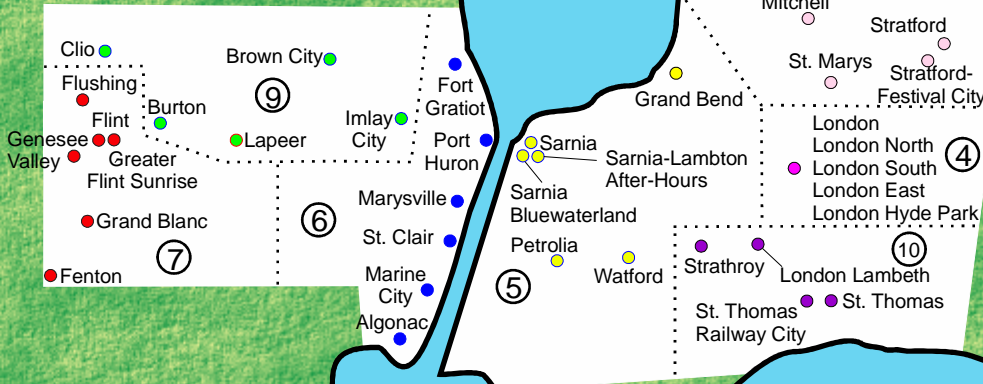 Mitchell
Stratford
Clio
Brown City
St. Marys
Stratford-
Festival City
Flushing
9
Fort
Gratiot
Grand Bend
Burton
Flint
Imlay
City
London
London North
London South
London East
London Hyde Park
4
Genesee
Valley
Greater
Flint Sunrise
Lapeer
Port
Huron
Sarnia
Sarnia-Lambton
After-Hours
Sarnia
Bluewaterland
Marysville
6
Grand Blanc
7
St. Clair
Petrolia
Watford
5
10
Strathroy
London Lambeth
Fenton
Marine
City
St. Thomas
Railway City
St. Thomas
Algonac